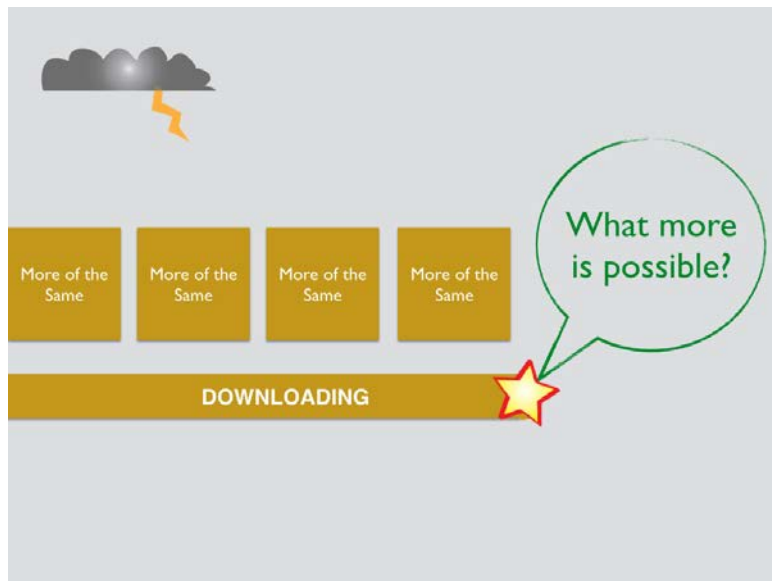 What more
is possible?
More of the
Same
More of the
Same
More of the
Same
More of the
Same
DOWNLOADING